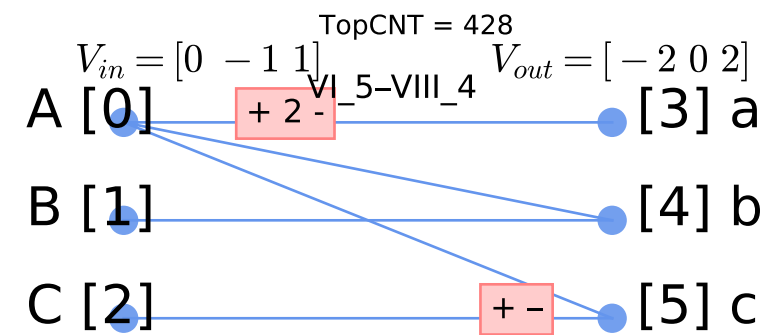 TopCNT = 428
V_in = [0 −1 1]
V_out = [−2 0 2]
VI_5–VIII_4
A [0] + 2 - [3] a
B [1] [4] b
C [2] + – [5] c